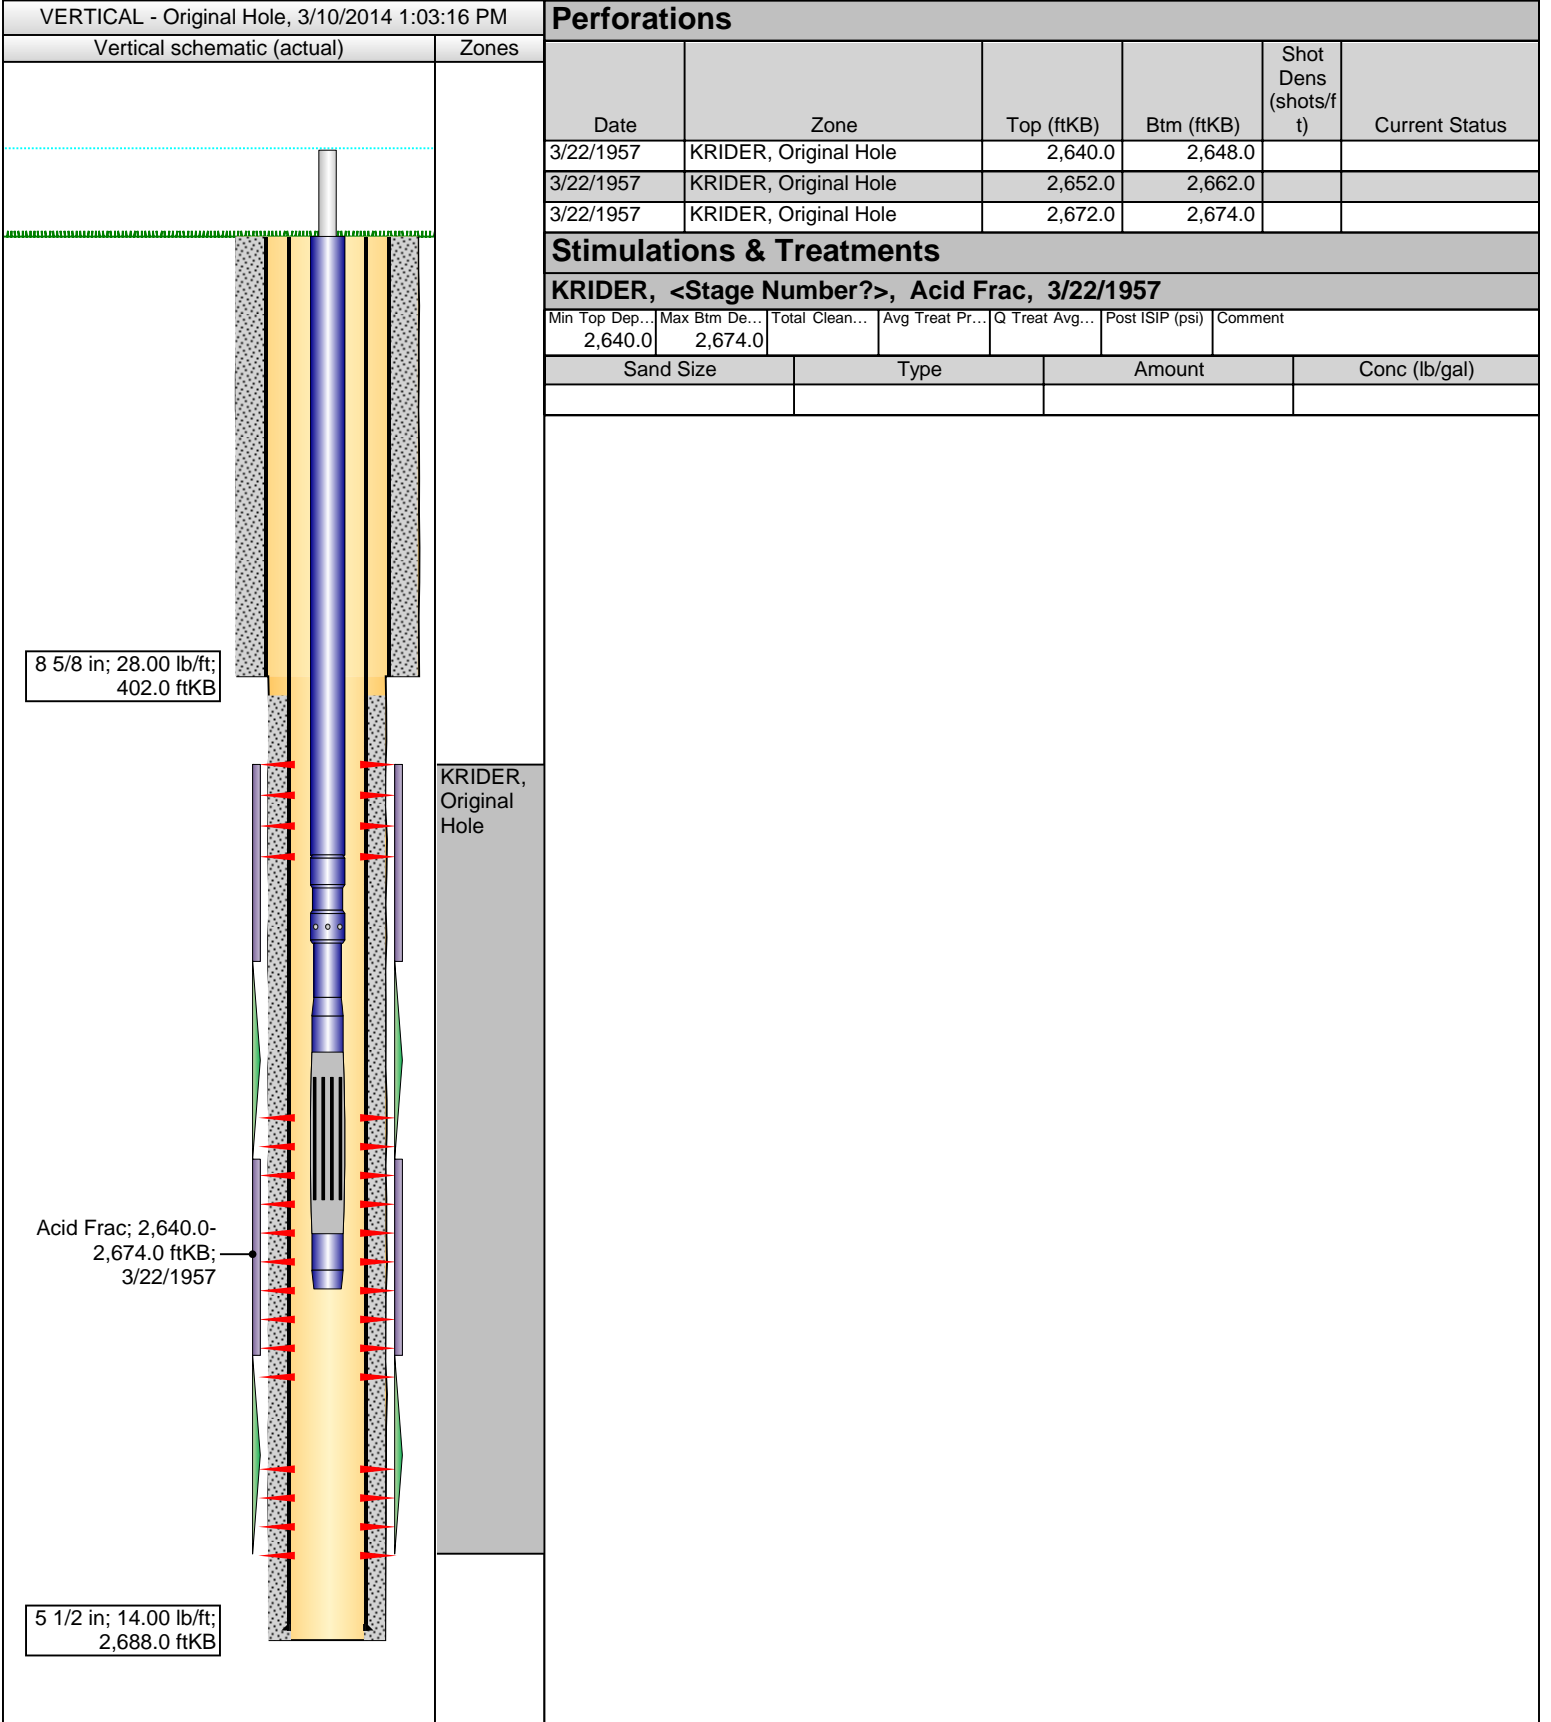 VERTICAL - Original Hole, 3/10/2014 1:03:16 PM
Vertical schematic (actual) Zones
8 5/8 in; 28.00 lb/ft;
402.0 ftKB
KRIDER,
Original
Hole
Acid Frac; 2,640.0-
2,674.0 ftKB;
3/22/1957
5 1/2 in; 14.00 lb/ft;
2,688.0 ftKB
Perforations
Date Zone Top (ftKB) Btm (ftKB) Shot
Dens
(shots/f
t) Current Status
3/22/1957 KRIDER, Original Hole 2,640.0 2,648.0
3/22/1957 KRIDER, Original Hole 2,652.0 2,662.0
3/22/1957 KRIDER, Original Hole 2,672.0 2,674.0
Stimulations & Treatments
KRIDER, <Stage Number?>, Acid Frac, 3/22/1957
Min Top Dep... Max Btm De... Total Clean... Avg Treat Pr... Q Treat Avg... Post ISIP (psi) Comment
2,640.0 2,674.0
Sand Size Type Amount Conc (lb/gal)